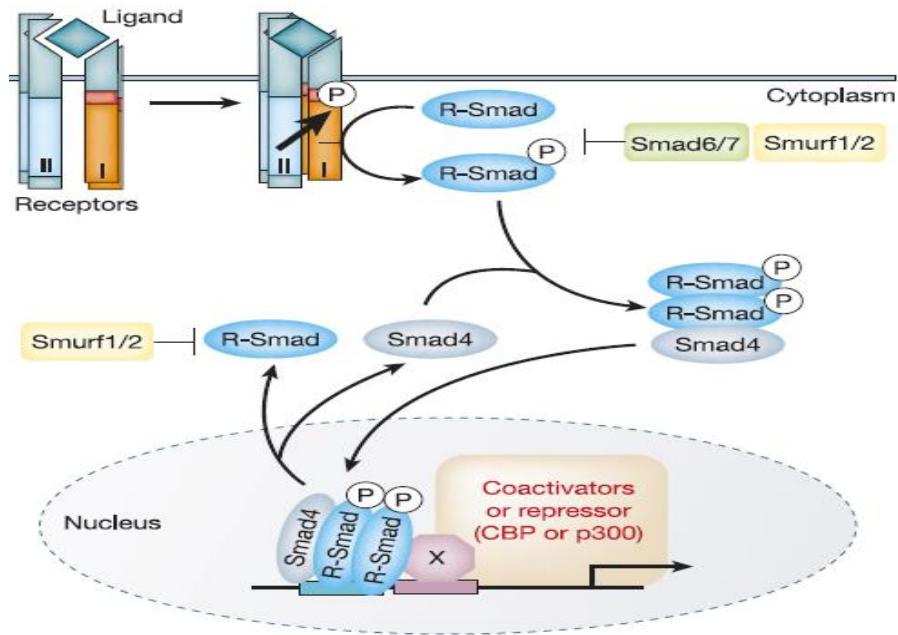 Ligand
P
Cytoplasm
R–Smad
II
I
II
I
P
R–Smad
Smad6/7
Smurf1/2
Receptors
P
R–Smad
P
R–Smad
Smad4
Smurf1/2
R–Smad
Smad4
P
P
Nucleus
Smad4
R–Smad
R–Smad
X
Coactivators
or repressor
(CBP or p300)